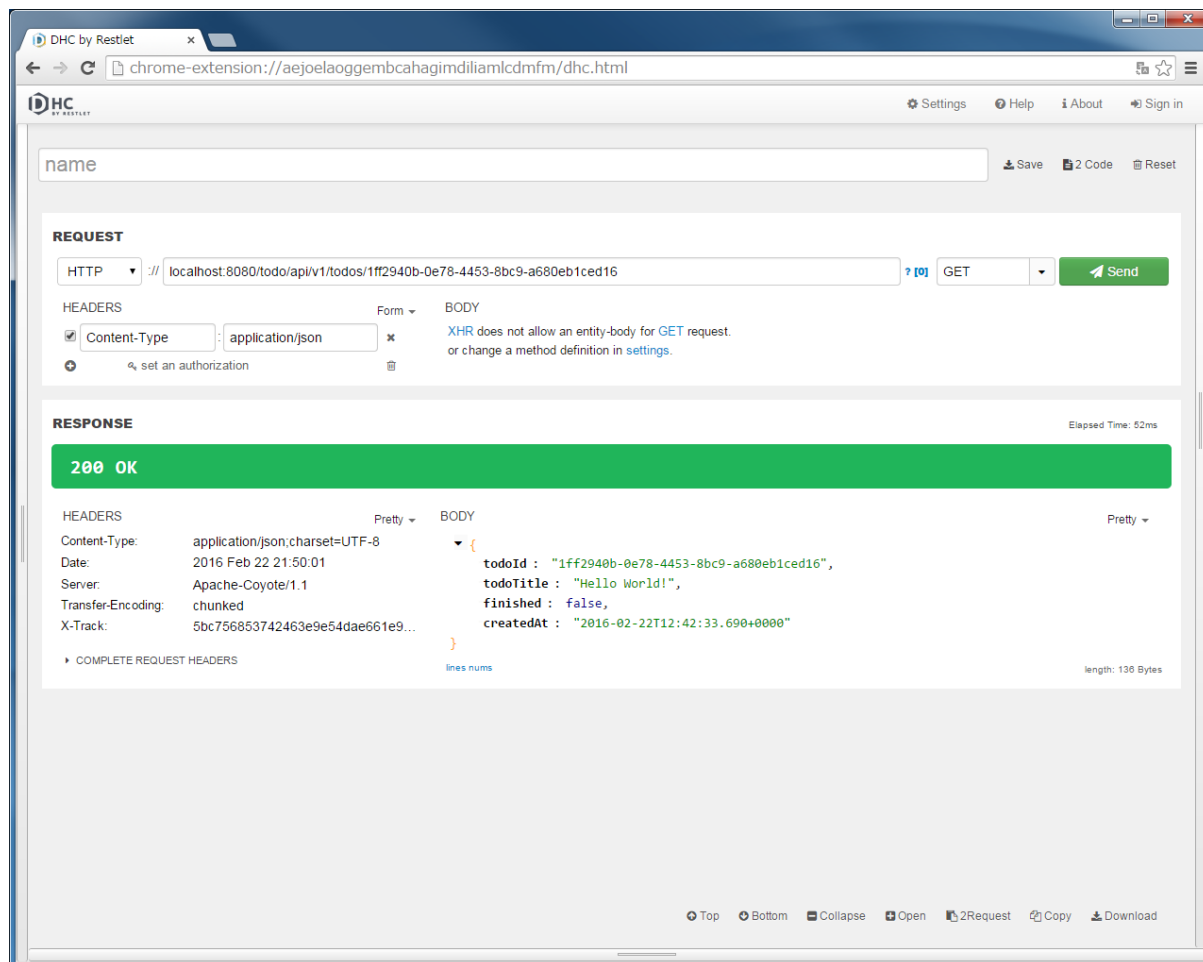 DHC by Restlet
chrome-extension://aejoelaoggembcahagimdiliamlcdmfm/dhc.html
DHC BY RESTLET Settings Help About Sign in
name Save 2 Code Reset
REQUEST
HTTP :// localhost:8080/todo/api/v1/todos/1ff2940b-0e78-4453-8bc9-a680eb1ced16 ? [0] GET Send
HEADERS Form BODY
Content-Type : application/json XHR does not allow an entity-body for GET request.
or change a method definition in settings.
set an authorization
RESPONSE Elapsed Time: 52ms
200 OK
HEADERS Pretty BODY Pretty
Content-Type: application/json;charset=UTF-8 {
Date: 2016 Feb 22 21:50:01 todoId : "1ff2940b-0e78-4453-8bc9-a680eb1ced16",
Server: Apache-Coyote/1.1 todoTitle : "Hello World!",
Transfer-Encoding: chunked finished : false,
X-Track: 5bc756853742463e9e54dae661e9... createdAt : "2016-02-22T12:42:33.690+0000"
}
COMPLETE REQUEST HEADERS lines nums length: 136 Bytes
Top Bottom Collapse Open 2Request Copy Download